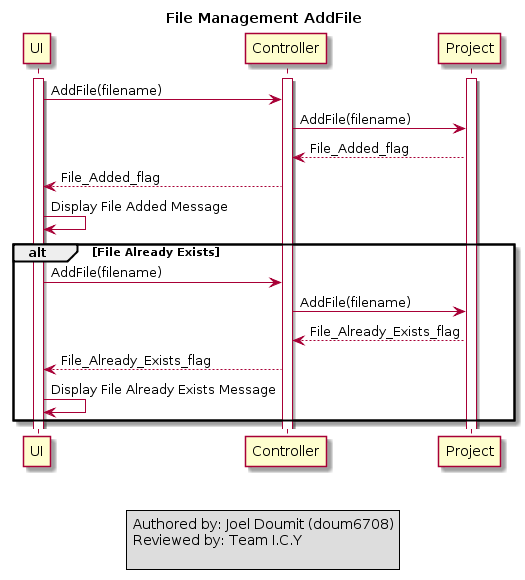 File Management AddFile
UI
Controller
Project
AddFile(filename)
AddFile(filename)
File_Added_flag
File_Added_flag
Display File Added Message
alt [File Already Exists]
AddFile(filename)
AddFile(filename)
File_Already_Exists_flag
File_Already_Exists_flag
Display File Already Exists Message
UI
Controller
Project
Authored by: Joel Doumit (doum6708)
Reviewed by: Team I.C.Y